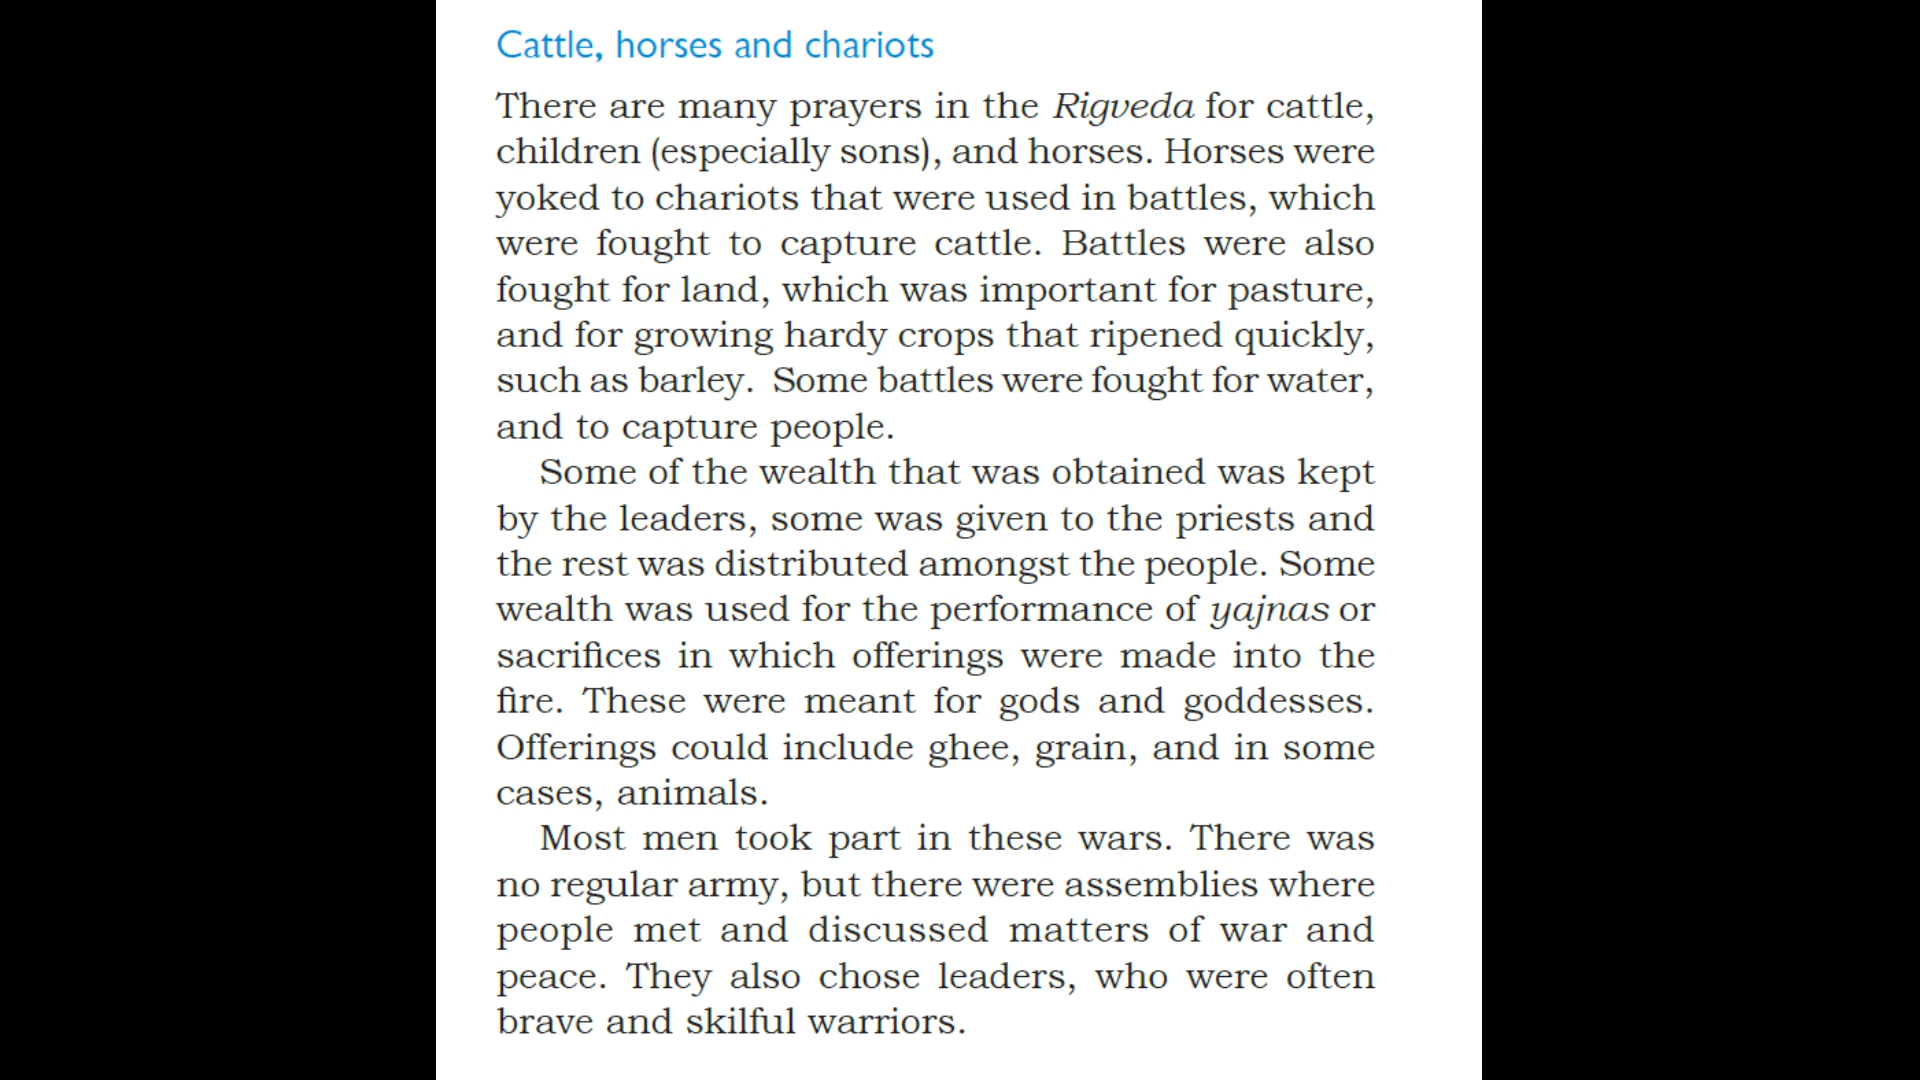 Cattle, horses and chariots
There are many prayers in the Rigveda for cattle,
children (especially sons), and horses. Horses were
yoked to chariots that were used in battles, which
were fought to capture cattle. Battles were also
fought for land, which was important for pasture,
and for growing hardy crops that ripened quickly,
such as barley. Some battles were fought for water,
and to capture people.
Some of the wealth that was obtained was kept
by the leaders, some was given to the priests and
the rest was distributed amongst the people. Some
wealth was used for the performance of yajnas or
sacrifices in which offerings were made into the
fire. These were meant for gods and goddesses.
Offerings could include ghee, grain, and in some
cases, animals.
Most men took part in these wars. There was
no regular army, but there were assemblies where
people met and discussed matters of war and
peace. They also chose leaders, who were often
brave and skilful warriors.